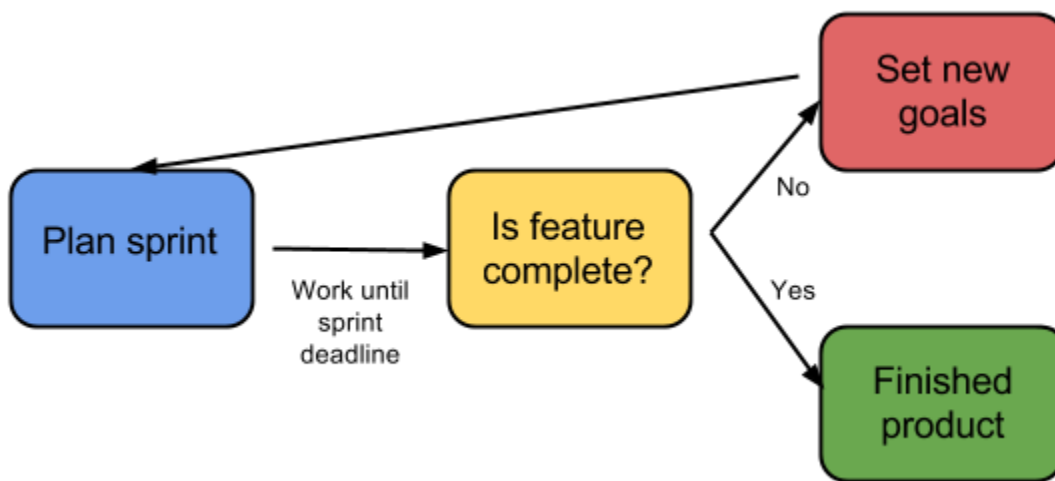 Set new
goals
No
Plan sprint
Is feature
complete?
Work until
sprint
deadline
Yes
Finished
product